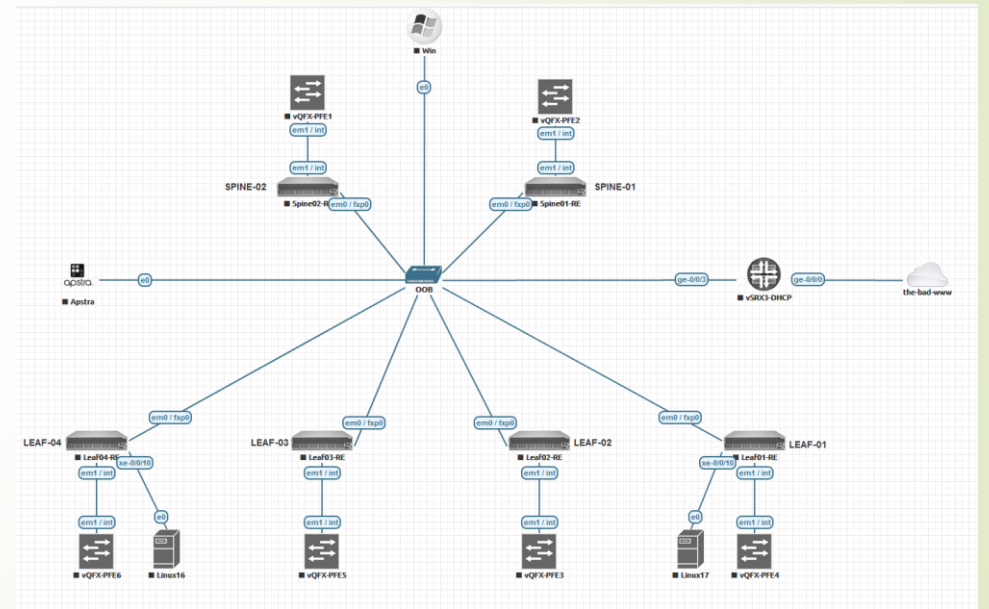 Win
e0
vQFX-PFE1
em1 / int
em1 / int
SPINE-02
Spine02-R
em0 / fxp0
vQFX-PFE2
em1 / int
em1 / int
SPINE-01
em0 / fxp0
Spine01-RE
apstra
Apstra
e0
OOB
ge-0/0/3
vSRX3-DHCP
ge-0/0/0
the-bad-www
em0 / fxp0
em0 / fxp0
em0 / fxp0
em0 / fxp0
LEAF-04
Leaf04-RE
xe-0/0/10
em1 / int
em1 / int
e0
vQFX-PFE6
Linux16
LEAF-03
Leaf03-RE
em1 / int
em1 / int
vQFX-PFE5
LEAF-02
Leaf02-RE
em1 / int
em1 / int
vQFX-PFE3
LEAF-01
Leaf01-RE
xe-0/0/10
em1 / int
e0
em1 / int
Linux17
vQFX-PFE4